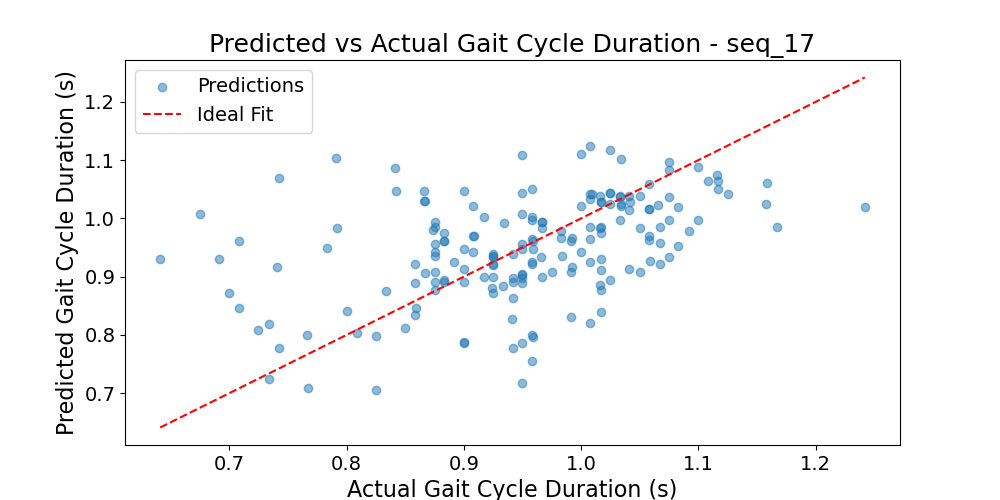 Predicted vs Actual Gait Cycle Duration - seq_17
Predictions
Ideal Fit
Predicted Gait Cycle Duration (s)
1.2
1.1
1.0
0.9
0.8
0.7
0.7 0.8 0.9 1.0 1.1 1.2
Actual Gait Cycle Duration (s)